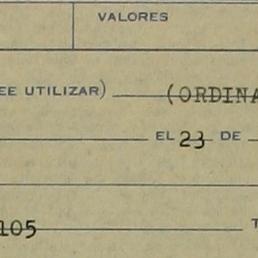 VALORES
EE UTILIZAR) (ORDINA
EL 23 DE
105